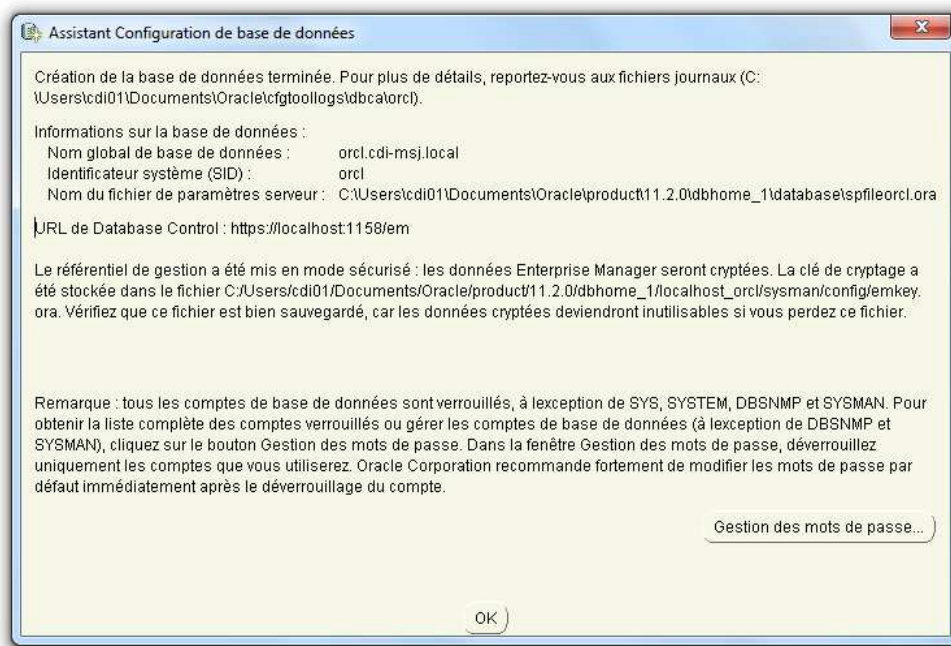 Assistant Configuration de base de données
Création de la base de données terminée. Pour plus de détails, reportez-vous aux fichiers journaux (C:
\Users\cdi01\Documents\Oracle\cfgtoollogs\dbca\orcl).
Informations sur la base de données :
Nom global de base de données : orcl.cdi-msj.local
Identificateur système (SID) : orcl
Nom du fichier de paramètres serveur : C:\Users\cdi01\Documents\Oracle\product\11.2.0\dbhome_1\database\spfileorcl.ora
URL de Database Control : https://localhost:1158/em
Le référentiel de gestion a été mis en mode sécurisé : les données Enterprise Manager seront cryptées. La clé de cryptage a
été stockée dans le fichier C:/Users/cdi01/Documents/Oracle/product/11.2.0/dbhome_1/localhost_orcl/sysman/config/emkey.
ora. Vérifiez que ce fichier est bien sauvegardé, car les données cryptées deviendront inutilisables si vous perdez ce fichier.
Remarque : tous les comptes de base de données sont verrouillés, à lexception de SYS, SYSTEM, DBSNMP et SYSMAN. Pour
obtenir la liste complète des comptes verrouillés ou gérer les comptes de base de données (à lexception de DBSNMP et
SYSMAN), cliquez sur le bouton Gestion des mots de passe. Dans la fenêtre Gestion des mots de passe, déverrouillez
uniquement les comptes que vous utiliserez. Oracle Corporation recommande fortement de modifier les mots de passe par
défaut immédiatement après le déverrouillage du compte.
Gestion des mots de passe...
OK